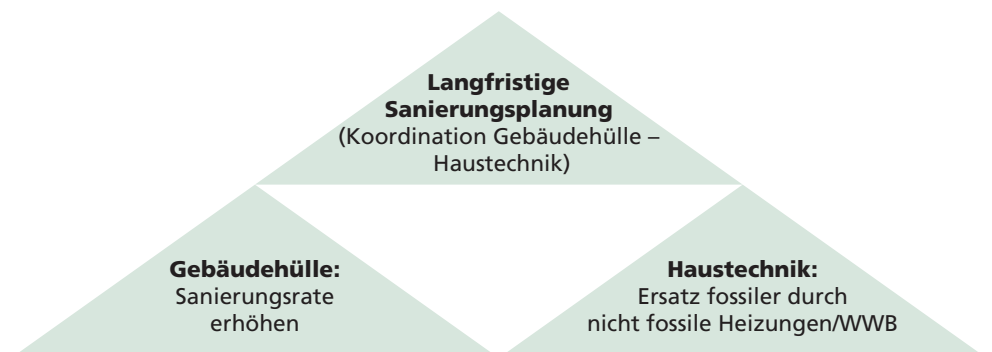 Langfristige
Sanierungsplanung
(Koordination Gebäudehülle –
Haustechnik)
Gebäudehülle:
Sanierungsrate
erhöhen
Haustechnik:
Ersatz fossiler durch
nicht fossile Heizungen/WWB